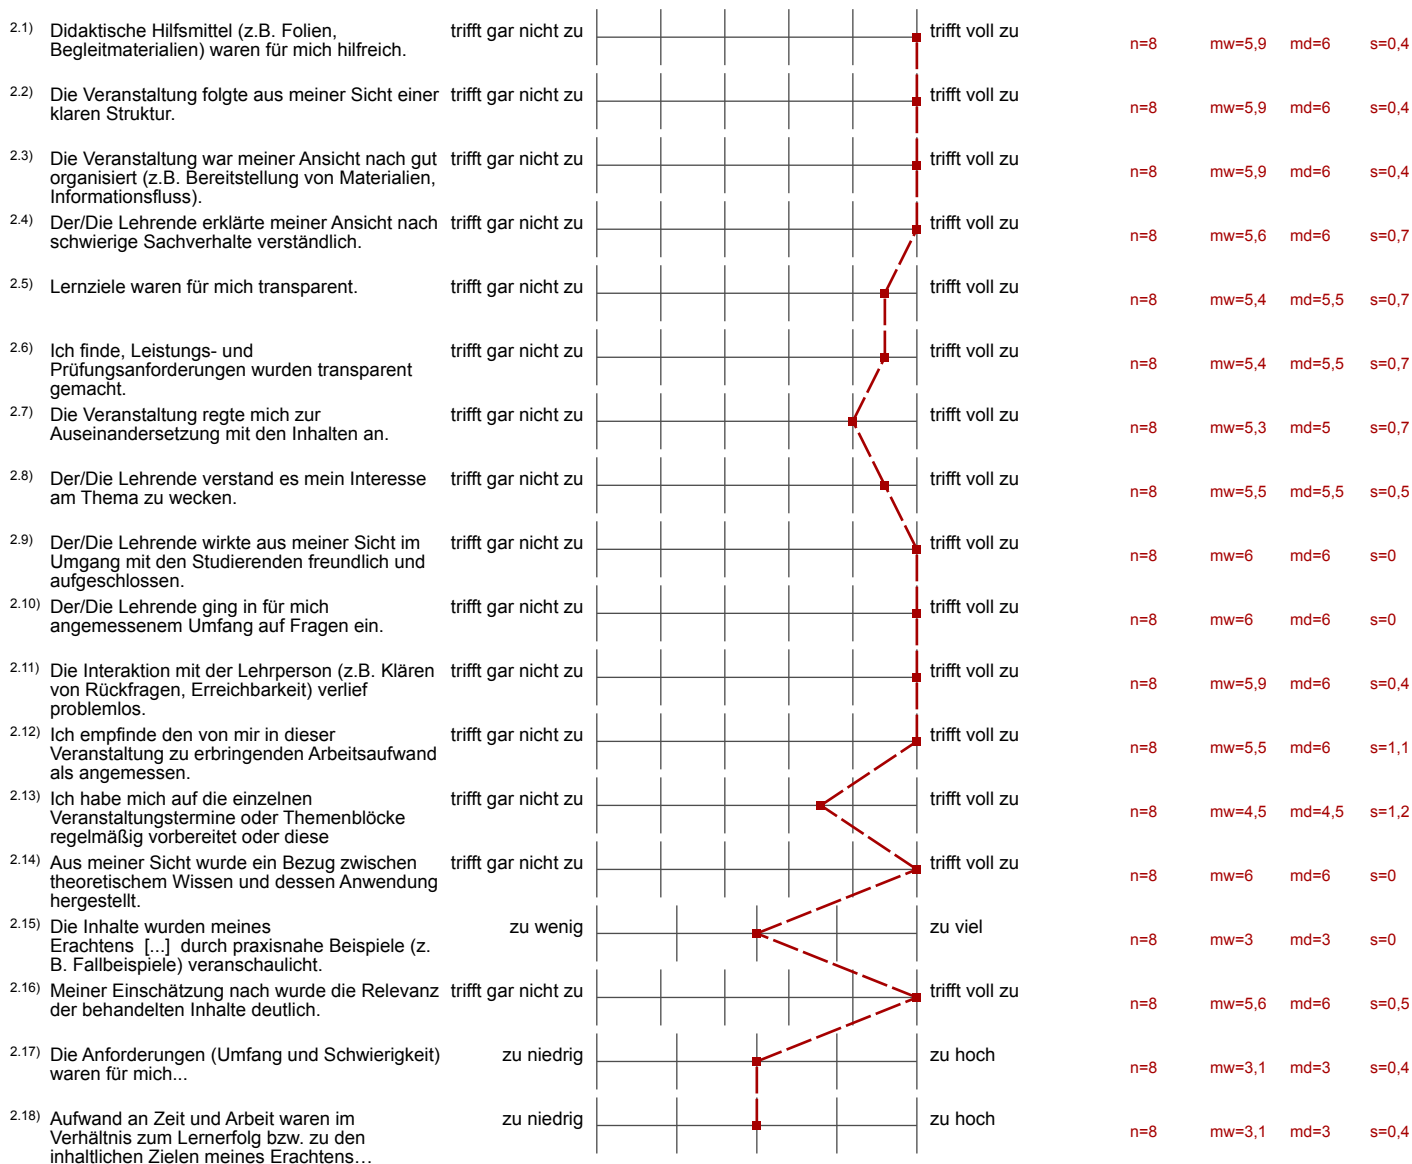 2.1) Didaktische Hilfsmittel (z.B. Folien, trifft gar nicht zu trifft voll zu n=8 mw=5,9 md=6 s=0,4
Begleitmaterialien) waren für mich hilfreich.
2.2) Die Veranstaltung folgte aus meiner Sicht einer trifft gar nicht zu trifft voll zu n=8 mw=5,9 md=6 s=0,4
klaren Struktur.
2.3) Die Veranstaltung war meiner Ansicht nach gut trifft gar nicht zu trifft voll zu n=8 mw=5,9 md=6 s=0,4
organisiert (z.B. Bereitstellung von Materialien,
Informationsfluss).
2.4) Der/Die Lehrende erklärte meiner Ansicht nach trifft gar nicht zu trifft voll zu n=8 mw=5,6 md=6 s=0,7
schwierige Sachverhalte verständlich.
2.5) Lernziele waren für mich transparent. trifft gar nicht zu trifft voll zu n=8 mw=5,4 md=5,5 s=0,7
2.6) Ich finde, Leistungs- und trifft gar nicht zu trifft voll zu n=8 mw=5,4 md=5,5 s=0,7
Prüfungsanforderungen wurden transparent
gemacht.
2.7) Die Veranstaltung regte mich zur trifft gar nicht zu trifft voll zu n=8 mw=5,3 md=5 s=0,7
Auseinandersetzung mit den Inhalten an.
2.8) Der/Die Lehrende verstand es mein Interesse trifft gar nicht zu trifft voll zu n=8 mw=5,5 md=5,5 s=0,5
am Thema zu wecken.
2.9) Der/Die Lehrende wirkte aus meiner Sicht im trifft gar nicht zu trifft voll zu n=8 mw=6 md=6 s=0
Umgang mit den Studierenden freundlich und
aufgeschlossen.
2.10) Der/Die Lehrende ging in für mich trifft gar nicht zu trifft voll zu n=8 mw=6 md=6 s=0
angemessenem Umfang auf Fragen ein.
2.11) Die Interaktion mit der Lehrperson (z.B. Klären trifft gar nicht zu trifft voll zu n=8 mw=5,9 md=6 s=0,4
von Rückfragen, Erreichbarkeit) verlief
problemlos.
2.12) Ich empfinde den von mir in dieser trifft gar nicht zu trifft voll zu n=8 mw=5,5 md=6 s=1,1
Veranstaltung zu erbringenden Arbeitsaufwand
als angemessen.
2.13) Ich habe mich auf die einzelnen trifft gar nicht zu trifft voll zu n=8 mw=4,5 md=4,5 s=1,2
Veranstaltungstermine oder Themenblöcke
regelmäßig vorbereitet oder diese
2.14) Aus meiner Sicht wurde ein Bezug zwischen trifft gar nicht zu trifft voll zu n=8 mw=6 md=6 s=0
theoretischem Wissen und dessen Anwendung
hergestellt.
2.15) Die Inhalte wurden meines zu wenig zu viel n=8 mw=3 md=3 s=0
Erachtens [...] durch praxisnahe Beispiele (z.
B. Fallbeispiele) veranschaulicht.
2.16) Meiner Einschätzung nach wurde die Relevanz trifft gar nicht zu trifft voll zu n=8 mw=5,6 md=6 s=0,5
der behandelten Inhalte deutlich.
2.17) Die Anforderungen (Umfang und Schwierigkeit) zu niedrig zu hoch n=8 mw=3,1 md=3 s=0,4
waren für mich...
2.18) Aufwand an Zeit und Arbeit waren im zu niedrig zu hoch n=8 mw=3,1 md=3 s=0,4
Verhältnis zum Lernerfolg bzw. zu den
inhaltlichen Zielen meines Erachtens…